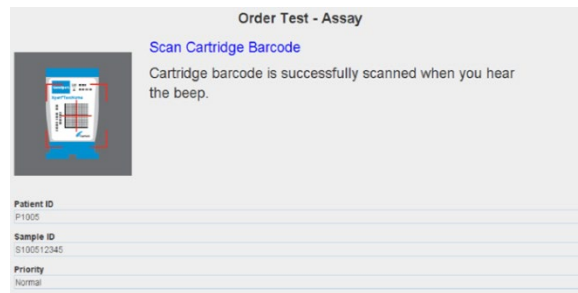 Order Test - Assay
Scan Cartridge Barcode
Cartridge barcode is successfully scanned when you hear
the beep.
Patient ID
P1005
Sample ID
S100512345
Priority
Normal